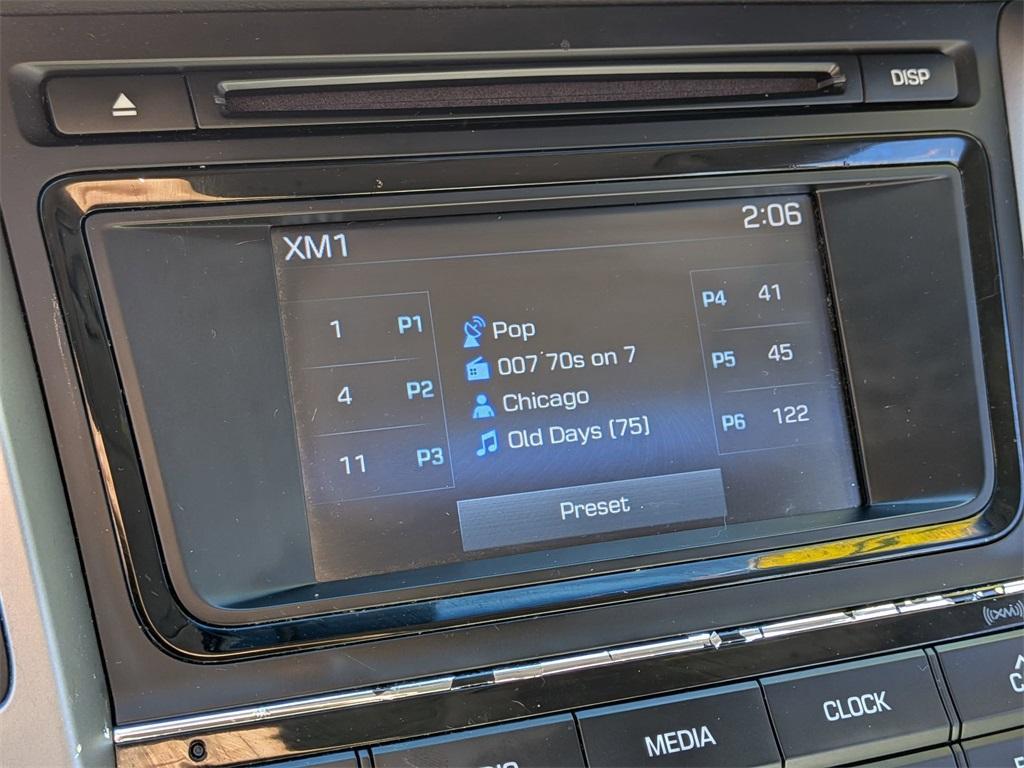 DISP
XM1
2:06
1 P1
4 P2
11 P3
Pop
007 '70s on 7
Chicago
Old Days (75)
P4 41
P5 45
P6 122
Preset
((XM))
MEDIA
CLOCK